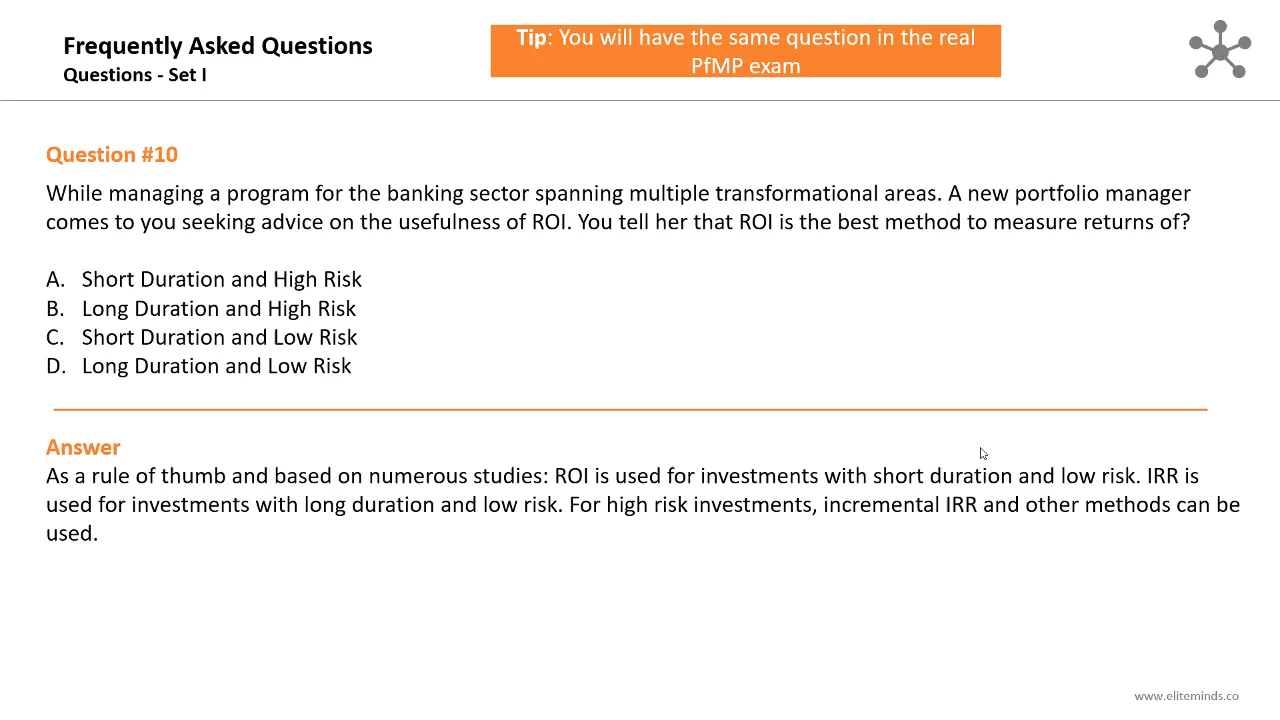 Frequently Asked Questions
Questions - Set I
Tip: You will have the same question in the real
PfMP exam
Question #10
While managing a program for the banking sector spanning multiple transformational areas. A new portfolio manager
comes to you seeking advice on the usefulness of ROI. You tell her that ROI is the best method to measure returns of?
A. Short Duration and High Risk
B. Long Duration and High Risk
C. Short Duration and Low Risk
D. Long Duration and Low Risk
Answer
As a rule of thumb and based on numerous studies: ROI is used for investments with short duration and low risk. IRR is
used for investments with long duration and low risk. For high risk investments, incremental IRR and other methods can be
used.
www.eliteminds.co